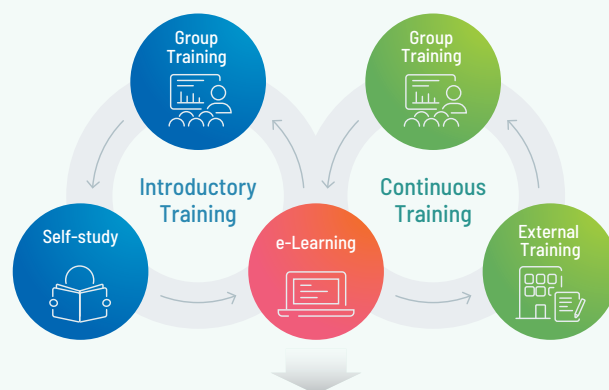 Group
Training
Group
Training
Introductory
Training
Continuous
Training
Self-study
e-Learning
External
Training